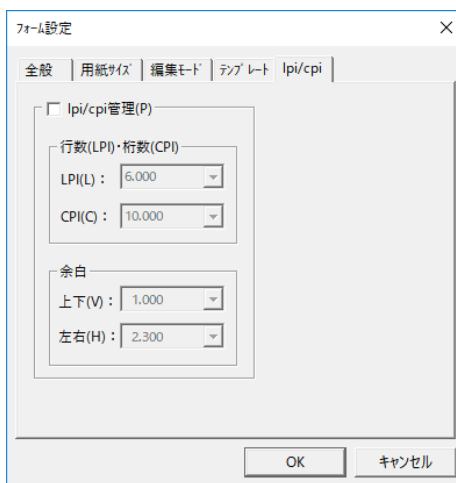 フォーム設定
全般 用紙サイズ 編集モード テンプレート lpi/cpi
lpi/cpi管理(P)
行数(LPI)・桁数(CPI)
LPI(L)： 6.000
CPI(C)： 10.000
余白
上下(V)： 1.000
左右(H)： 2.300
OK キャンセル